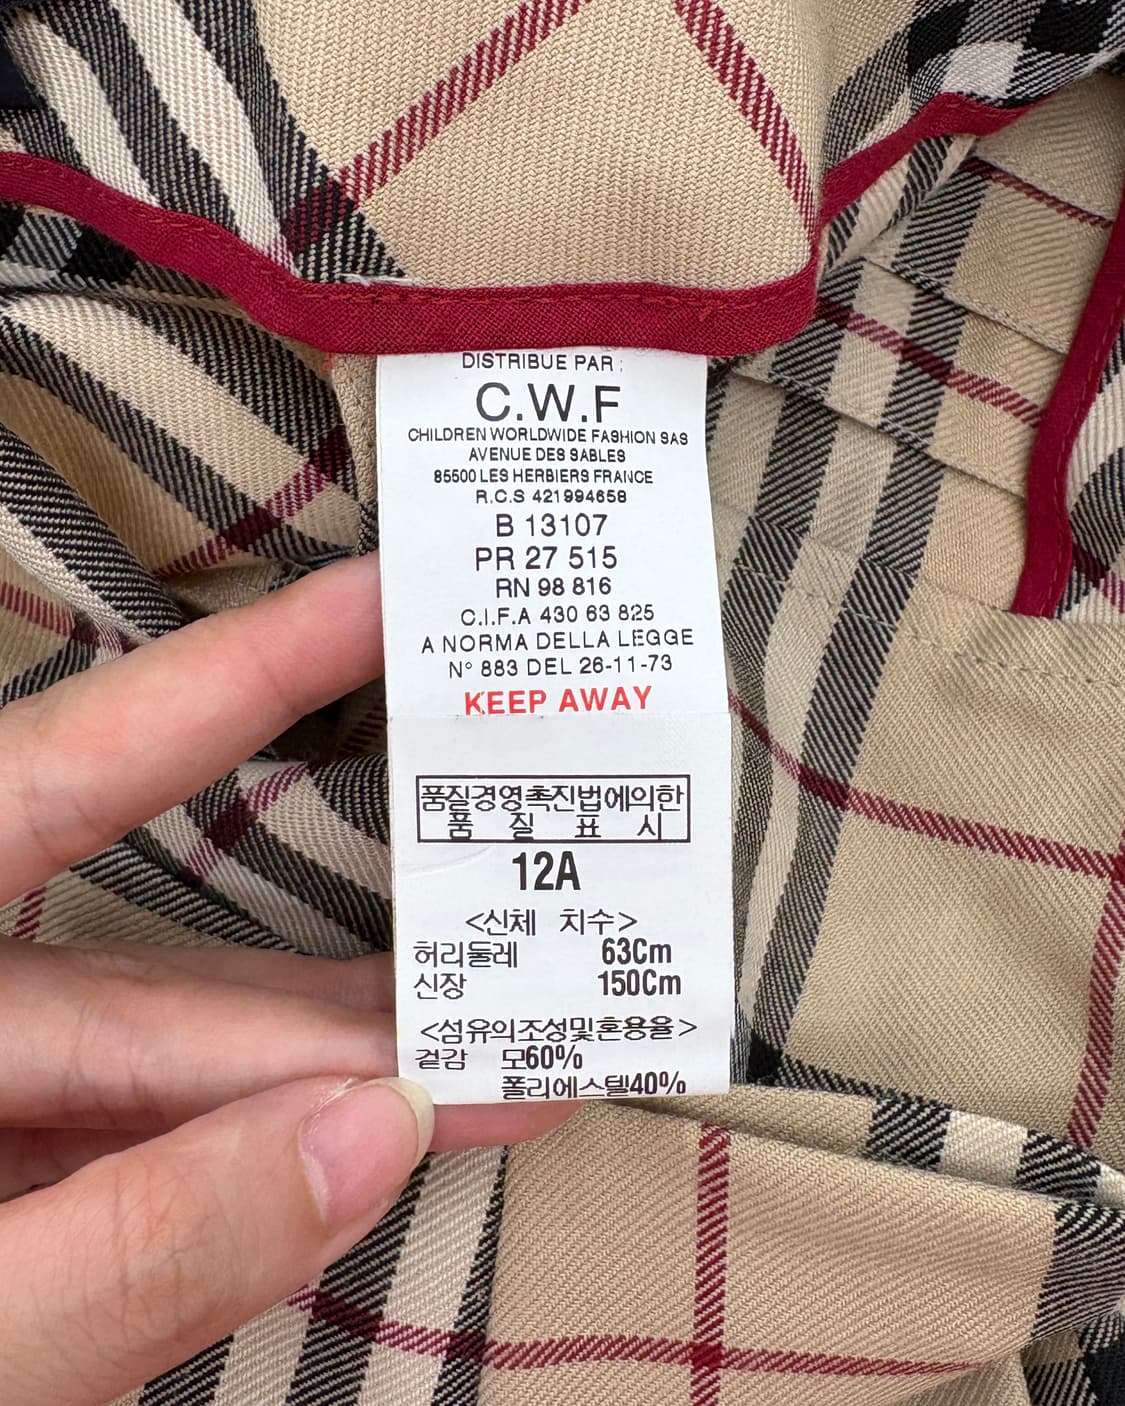 DISTRIBUE PAR :
C.W.F
CHILDREN WORLDWIDE FASHION SAS
AVENUE DES SABLES
85500 LES HERBIERS FRANCE
R.C.S 421994658
B 13107
PR 27 515
RN 98 816
C.I.F.A 430 63 825
A NORMA DELLA LEGGE
N° 883 DEL 26-11-73
KEEP AWAY
품질경영촉진법에의한
품 질 표 시
12A
<신체 치수>
허리둘레 63Cm
신장 150Cm
<섬유의조성및혼용율>
겉감 모60%
폴리에스텔40%